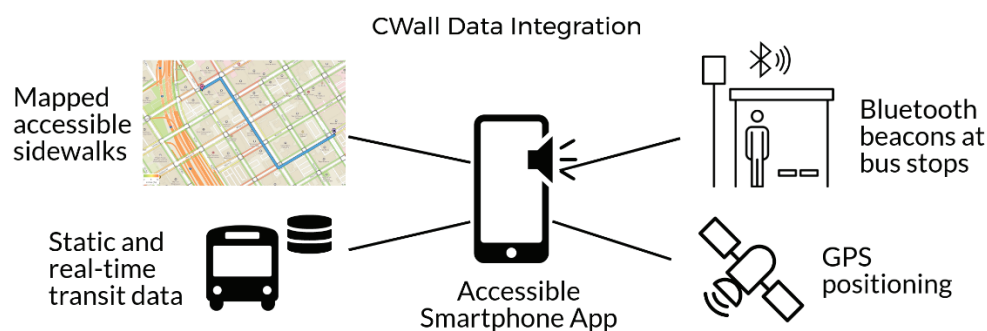 CWall Data Integration
Mapped
accessible
sidewalks
Bluetooth
beacons at
bus stops
Static and
real-time
transit data
Accessible
Smartphone App
GPS
positioning